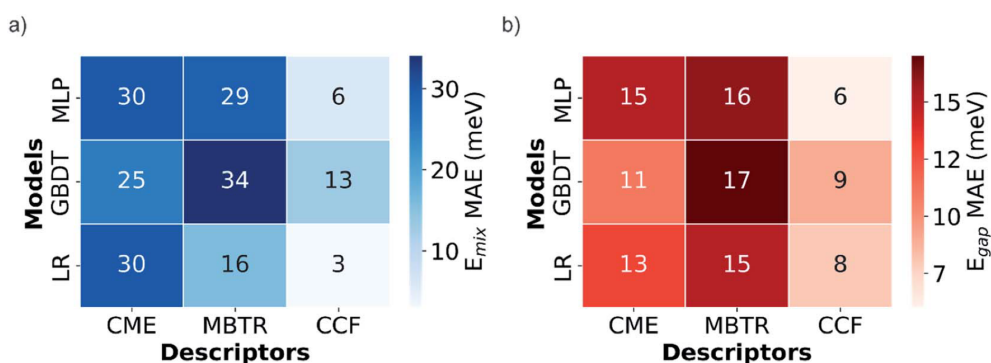 a)
Models
MLP
GBDT
LR
30 29 6
25 34 13
30 16 3
CME MBTR CCF
Descriptors
30
20
10
E_mix MAE (meV)
b)
Models
MLP
GBDT
LR
15 16 6
11 17 9
13 15 8
CME MBTR CCF
Descriptors
15
12
10
7
E_gap MAE (meV)